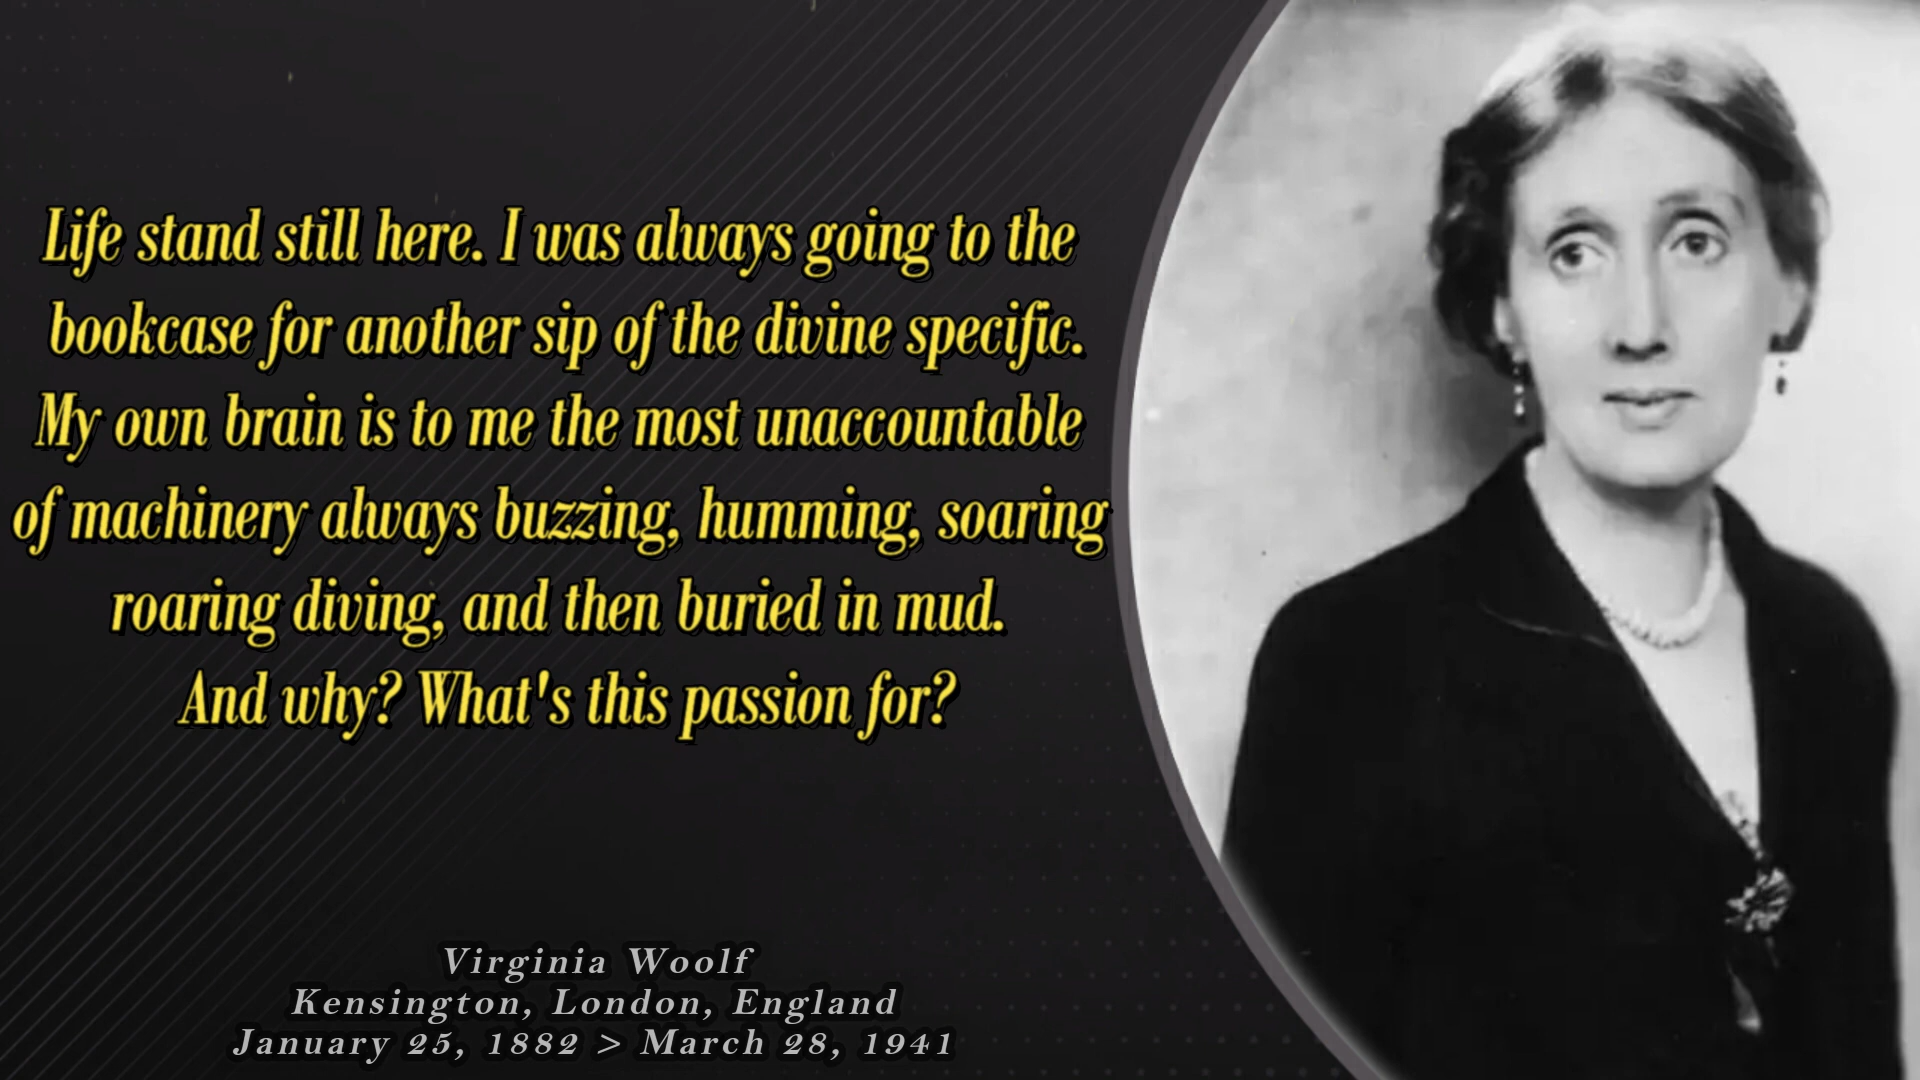 Life stand still here. I was always going to the
bookcase for another sip of the divine specific.
My own brain is to me the most unaccountable
of machinery always buzzing, humming, soaring
roaring diving, and then buried in mud.
And why? What's this passion for?
Virginia Woolf
Kensington, London, England
January 25, 1882 > March 28, 1941